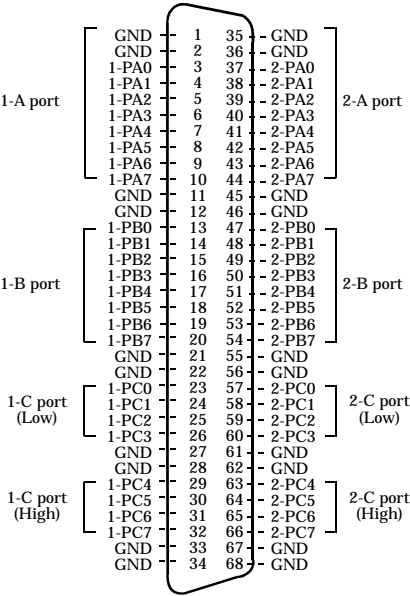 GND 1 35 GND
GND 2 36 GND
1-PA0 3 37 2-PA0
1-PA1 4 38 2-PA1
1-A port 1-PA2 5 39 2-PA2 2-A port
1-PA3 6 40 2-PA3
1-PA4 7 41 2-PA4
1-PA5 8 42 2-PA5
1-PA6 9 43 2-PA6
1-PA7 10 44 2-PA7
GND 11 45 GND
GND 12 46 GND
1-PB0 13 47 2-PB0
1-PB1 14 48 2-PB1
1-PB2 15 49 2-PB2
1-B port 1-PB3 16 50 2-PB3 2-B port
1-PB4 17 51 2-PB4
1-PB5 18 52 2-PB5
1-PB6 19 53 2-PB6
1-PB7 20 54 2-PB7
GND 21 55 GND
GND 22 56 GND
1-PC0 23 57 2-PC0
1-C port 1-PC1 24 58 2-PC1 2-C port
(Low) 1-PC2 25 59 2-PC2 (Low)
1-PC3 26 60 2-PC3
GND 27 61 GND
GND 28 62 GND
1-PC4 29 63 2-PC4
1-C port 1-PC5 30 64 2-PC5 2-C port
(High) 1-PC6 31 65 2-PC6 (High)
1-PC7 32 66 2-PC7
GND 33 67 GND
GND 34 68 GND